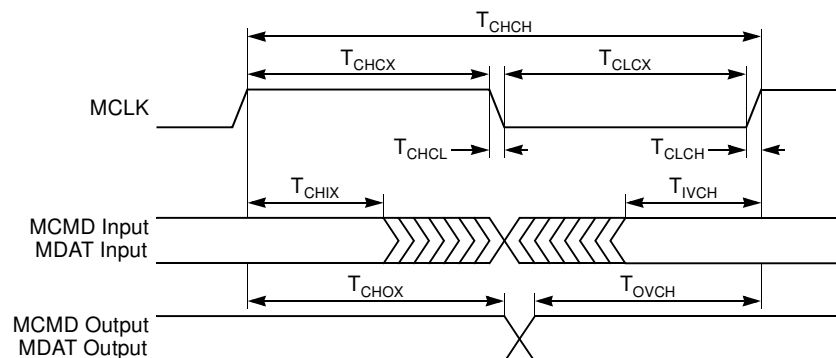 TCHCH
TCHCX
TCLCX
MCLK
TCHCL
TCLCH
TCHIX
TIVCH
MCMD Input
MDAT Input
TCHOX
TOVCH
MCMD Output
MDAT Output